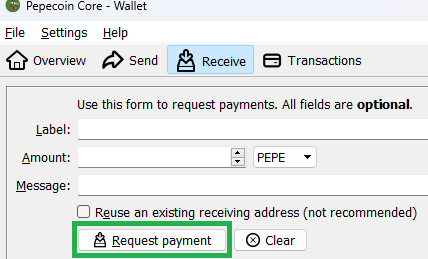 Pepecoin Core - Wallet
File Settings Help
Overview Send Receive Transactions
Use this form to request payments. All fields are optional.
Label:
Amount: PEPE
Message:
Reuse an existing receiving address (not recommended)
Request payment Clear